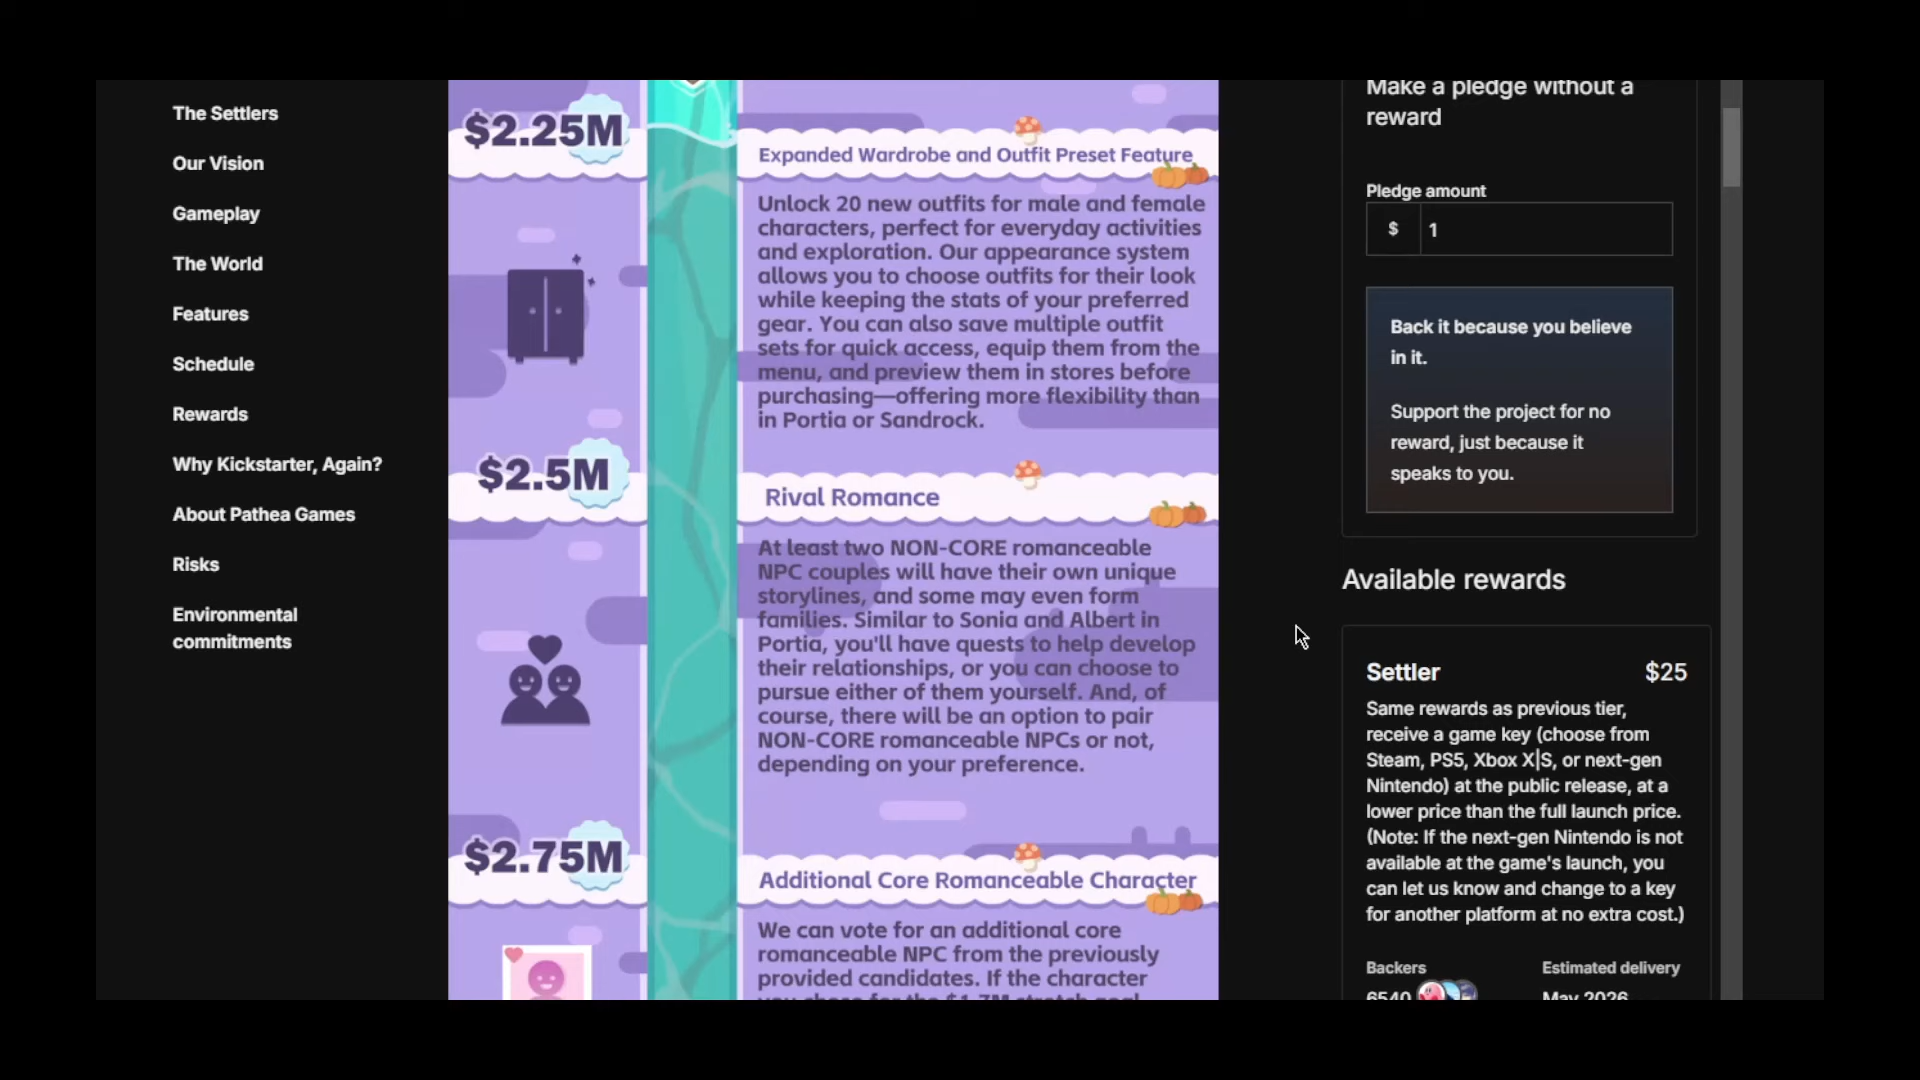 The Settlers
Our Vision
Gameplay
The World
Features
Schedule
Rewards
Why Kickstarter, Again?
About Pathea Games
Risks
Environmental
commitments
$2.25M
Expanded Wardrobe and Outfit Preset Feature
Unlock 20 new outfits for male and female
characters, perfect for everyday activities
and exploration. Our appearance system
allows you to choose outfits for their look
while keeping the stats of your preferred
gear. You can also save multiple outfit
sets for quick access, equip them from the
menu, and preview them in stores before
purchasing—offering more flexibility than
in Portia or Sandrock.
$2.5M
Rival Romance
At least two NON-CORE romanceable
NPC couples will have their own unique
storylines, and some may even form
families. Similar to Sonia and Albert in
Portia, you'll have quests to help develop
their relationships, or you can choose to
pursue either of them yourself. And, of
course, there will be an option to pair
NON-CORE romanceable NPCs or not,
depending on your preference.
$2.75M
Additional Core Romanceable Character
We can vote for an additional core
romanceable NPC from the previously
provided candidates. If the character
you chose for the $1.7M stretch goal
Make a pledge without a
reward
Pledge amount
$ 1
Back it because you believe
in it.
Support the project for no
reward, just because it
speaks to you.
Available rewards
Settler $25
Same rewards as previous tier,
receive a game key (choose from
Steam, PS5, Xbox X|S, or next-gen
Nintendo) at the public release, at a
lower price than the full launch price.
(Note: If the next-gen Nintendo is not
available at the game's launch, you
can let us know and change to a key
for another platform at no extra cost.)
Backers Estimated delivery
6540 May 2026